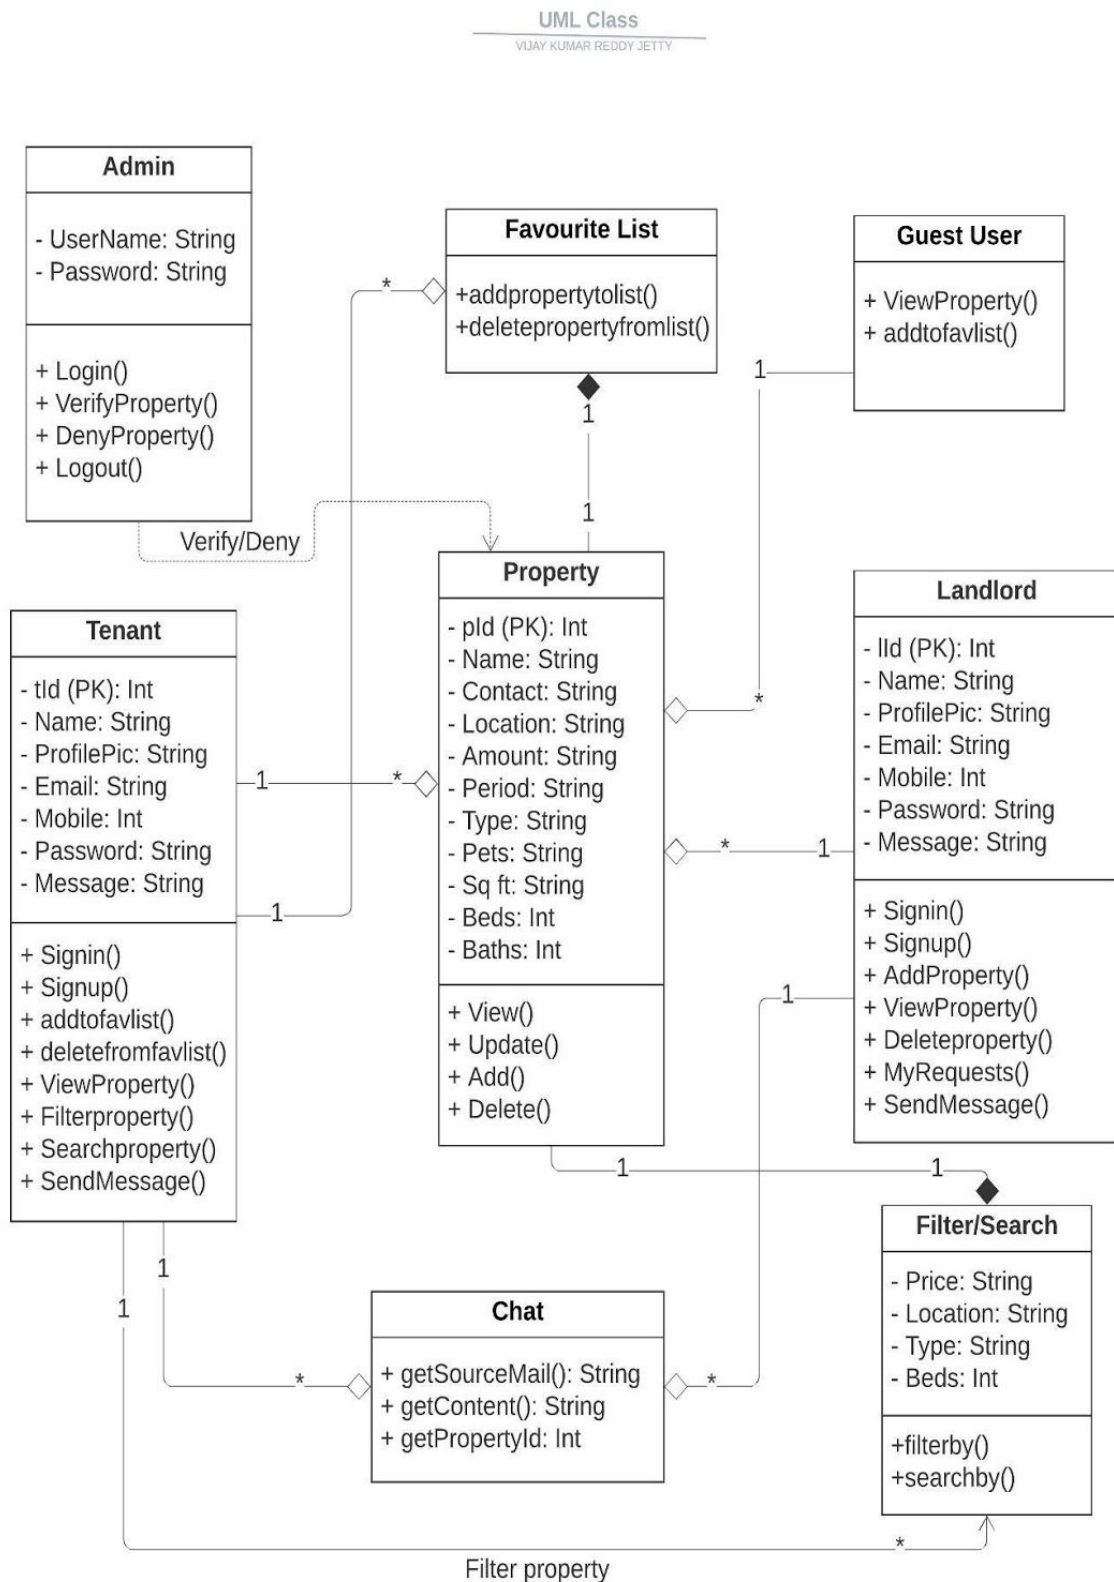 UML Class
VIJAY KUMAR REDDY JETTY
Admin
- UserName: String
- Password: String
+ Login()
+ VerifyProperty()
+ DenyProperty()
+ Logout()
Favourite List
+addpropertytolist()
+deletepropertyfromlist()
Guest User
+ ViewProperty()
+ addtofavlist()
*
1
1
1
Verify/Deny
Property
- pId (PK): Int
- Name: String
- Contact: String
- Location: String
- Amount: String
- Period: String
- Type: String
- Pets: String
- Sq ft: String
- Beds: Int
- Baths: Int
+ View()
+ Update()
+ Add()
+ Delete()
Tenant
- tId (PK): Int
- Name: String
- ProfilePic: String
- Email: String
- Mobile: Int
- Password: String
- Message: String
+ Signin()
+ Signup()
+ addtofavlist()
+ deletefromfavlist()
+ ViewProperty()
+ Filterproperty()
+ Searchproperty()
+ SendMessage()
Landlord
- lId (PK): Int
- Name: String
- ProfilePic: String
- Email: String
- Mobile: Int
- Password: String
- Message: String
+ Signin()
+ Signup()
+ AddProperty()
+ ViewProperty()
+ Deleteproperty()
+ MyRequests()
+ SendMessage()
*
1
*
*
1
1
1
1
1
1
1
Chat
+ getSourceMail(): String
+ getContent(): String
+ getPropertyId: Int
*
*
Filter/Search
- Price: String
- Location: String
- Type: String
- Beds: Int
+filterby()
+searchby()
*
Filter property